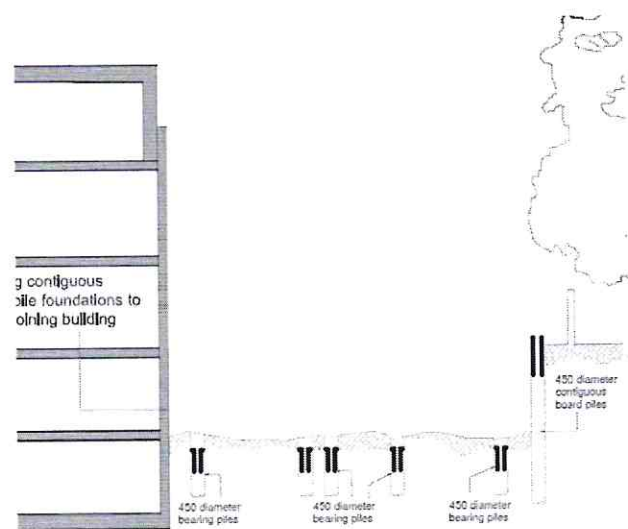 g contiguous
pile foundations to
oining building
450 diameter
contiguous
board piles
450 diameter
bearing piles
450 diameter
bearing piles
450 diameter
bearing piles